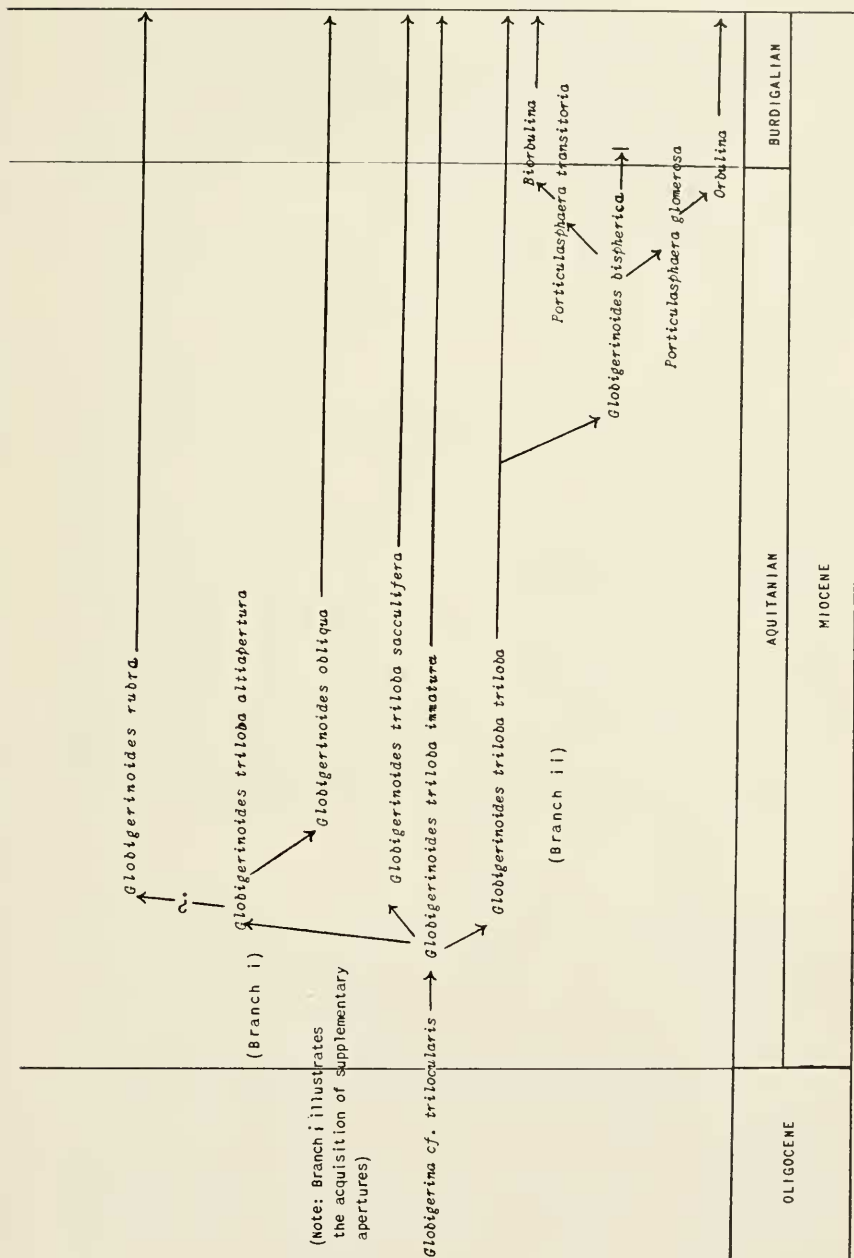 Globigerinoides rubra
?
Globigerinoides triloba altiapertura
(Branch i)
Globigerinoides obliqua
(Note: Branch i illustrates
the acquisition of supplementary
apertures)
Globigerinoides triloba sacculifera
Globigerina cf. trilocularis
Globigerinoides triloba immatura
Globigerinoides triloba triloba
(Branch ii)
Biorbulina
Porticulasphaera transitoria
Globigerinoides bispherica
Porticulasphaera glomerosa
Orbulina
OLIGOCENE
AQUITANIAN
BURDIGALIAN
MIOCENE